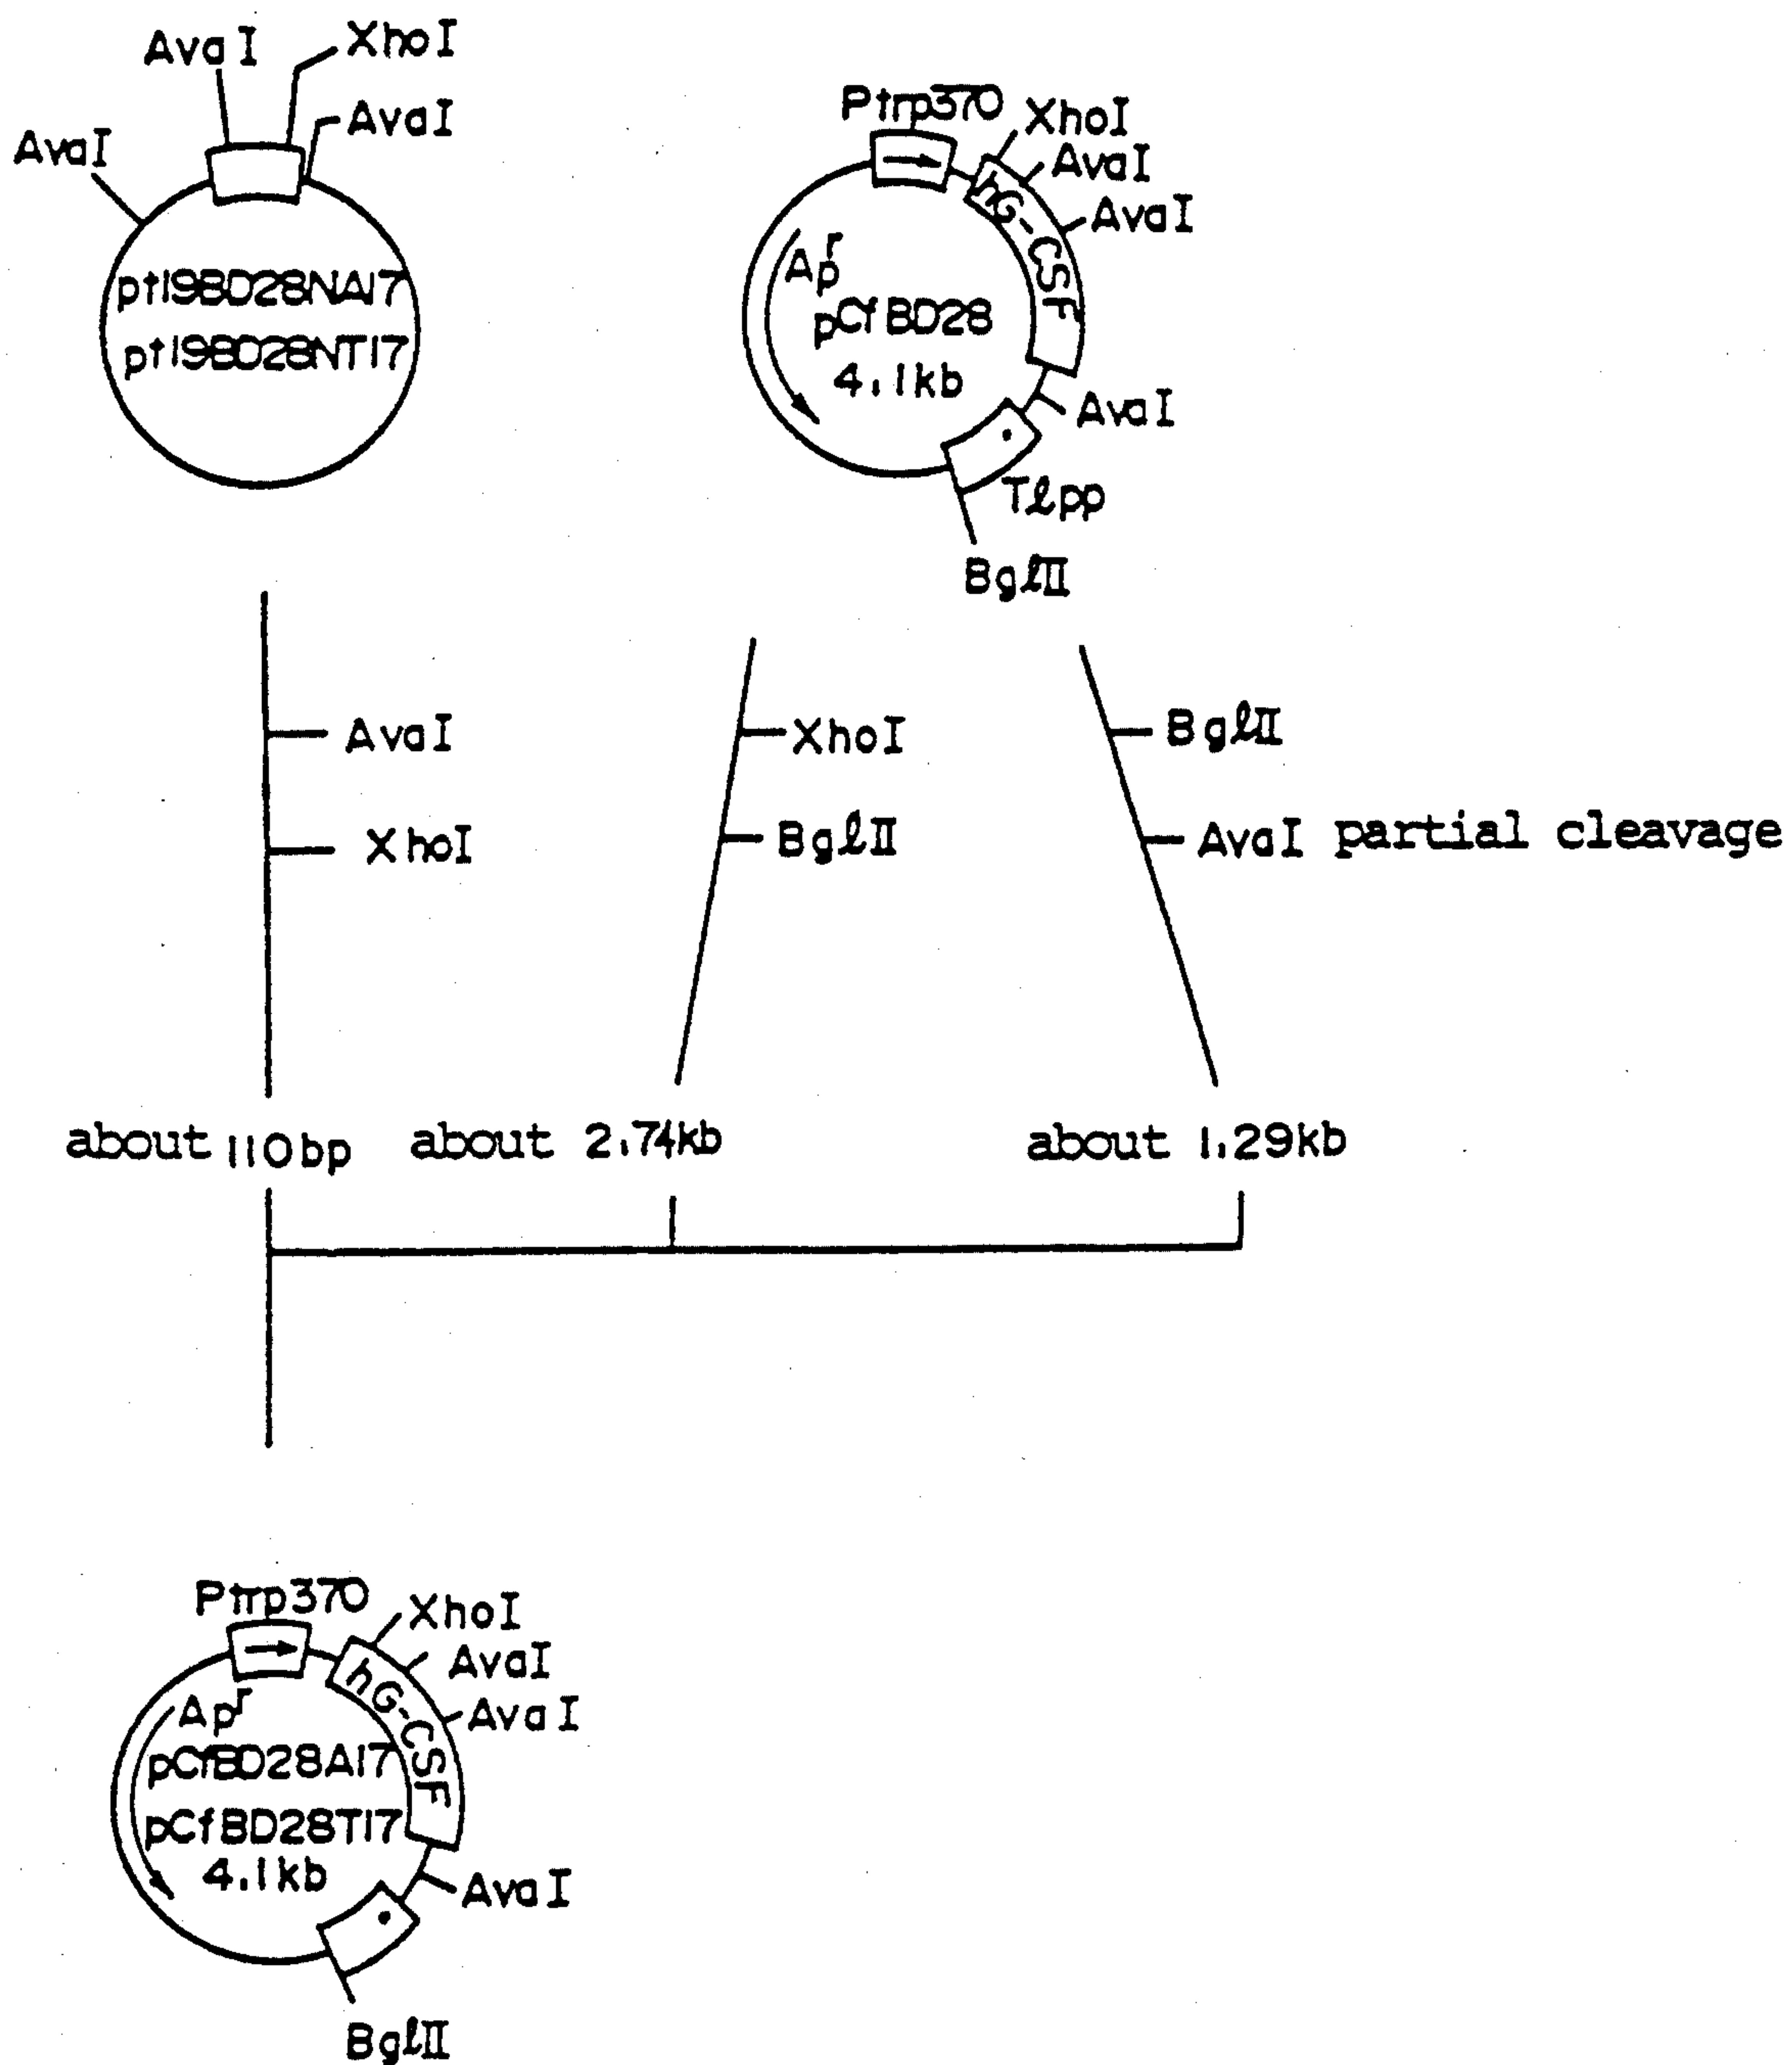 AvaI
XhoI
AvaI
AvaI
pt19BD28NA17
pt19BD28NT17
Ptrp370
XhoI
AvaI
AvaI
hG-CSF
Apʳ
pCfBD28
4.1kb
AvaI
Tℓpp
BgℓII
AvaI
XhoI
XhoI
BgℓII
BgℓII
AvaI partial cleavage
about 110bp
about 2.74kb
about 1.29kb
Ptrp370
XhoI
AvaI
AvaI
hG-CSF
Apʳ
pCfBD28A17
pCfBD28T17
4.1kb
AvaI
BgℓII